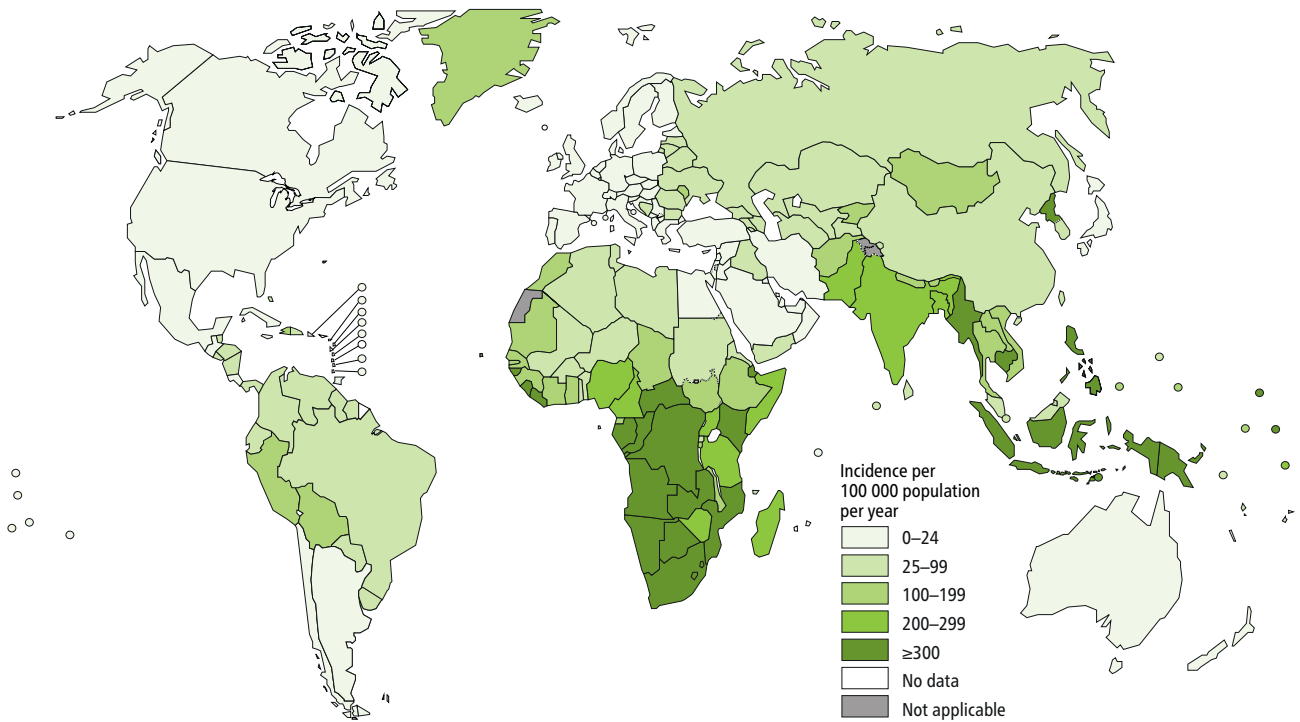 Incidence per
100 000 population
per year
0–24
25–99
100–199
200–299
≥300
No data
Not applicable